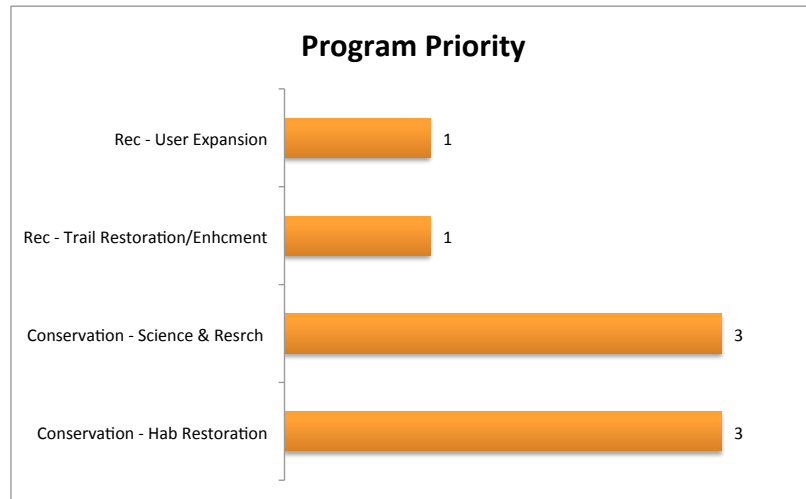 Program Priority
Rec - User Expansion 1
Rec - Trail Restoration/Enhcment 1
Conservation - Science & Resrch 3
Conservation - Hab Restoration 3